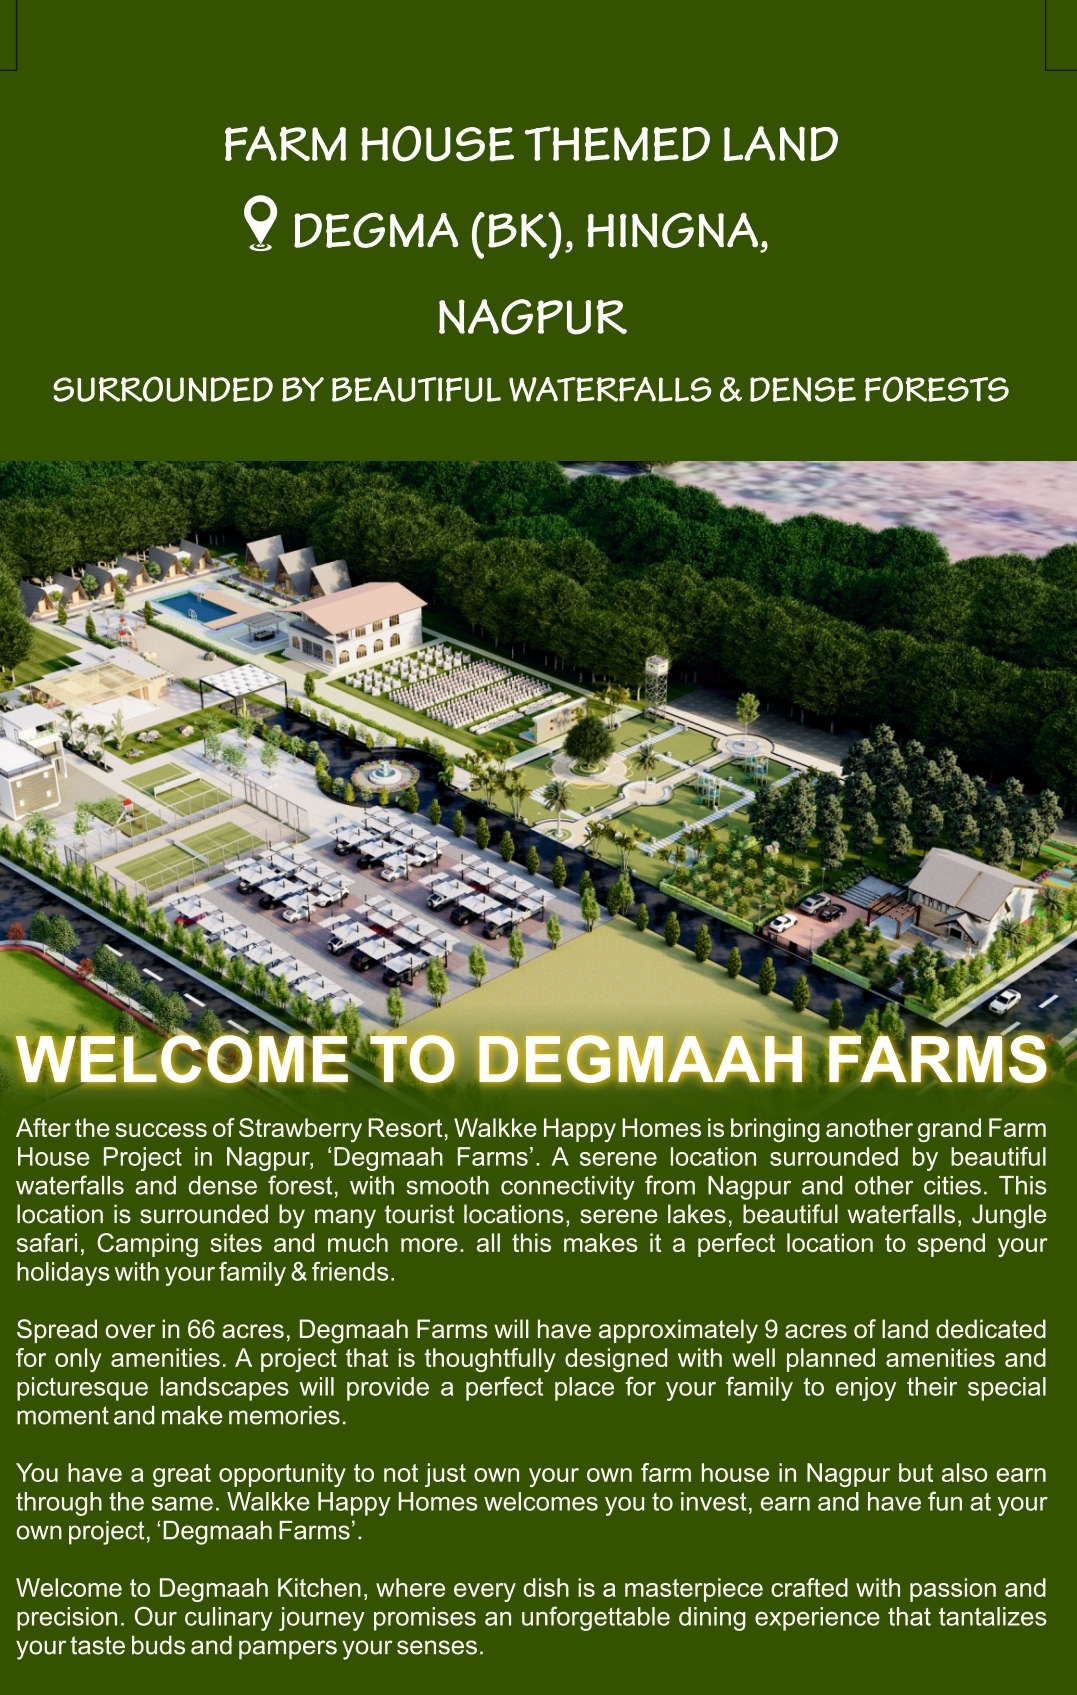 FARM HOUSE THEMED LAND
DEGMA (BK), HINGNA,
NAGPUR
SURROUNDED BY BEAUTIFUL WATERFALLS & DENSE FORESTS
WELCOME TO DEGMAAH FARMS
After the success of Strawberry Resort, Walkke Happy Homes is bringing another grand Farm
House Project in Nagpur, ‘Degmaah Farms’. A serene location surrounded by beautiful
waterfalls and dense forest, with smooth connectivity from Nagpur and other cities. This
location is surrounded by many tourist locations, serene lakes, beautiful waterfalls, Jungle
safari, Camping sites and much more. all this makes it a perfect location to spend your
holidays with your family & friends.
Spread over in 66 acres, Degmaah Farms will have approximately 9 acres of land dedicated
for only amenities. A project that is thoughtfully designed with well planned amenities and
picturesque landscapes will provide a perfect place for your family to enjoy their special
moment and make memories.
You have a great opportunity to not just own your own farm house in Nagpur but also earn
through the same. Walkke Happy Homes welcomes you to invest, earn and have fun at your
own project, ‘Degmaah Farms’.
Welcome to Degmaah Kitchen, where every dish is a masterpiece crafted with passion and
precision. Our culinary journey promises an unforgettable dining experience that tantalizes
your taste buds and pampers your senses.